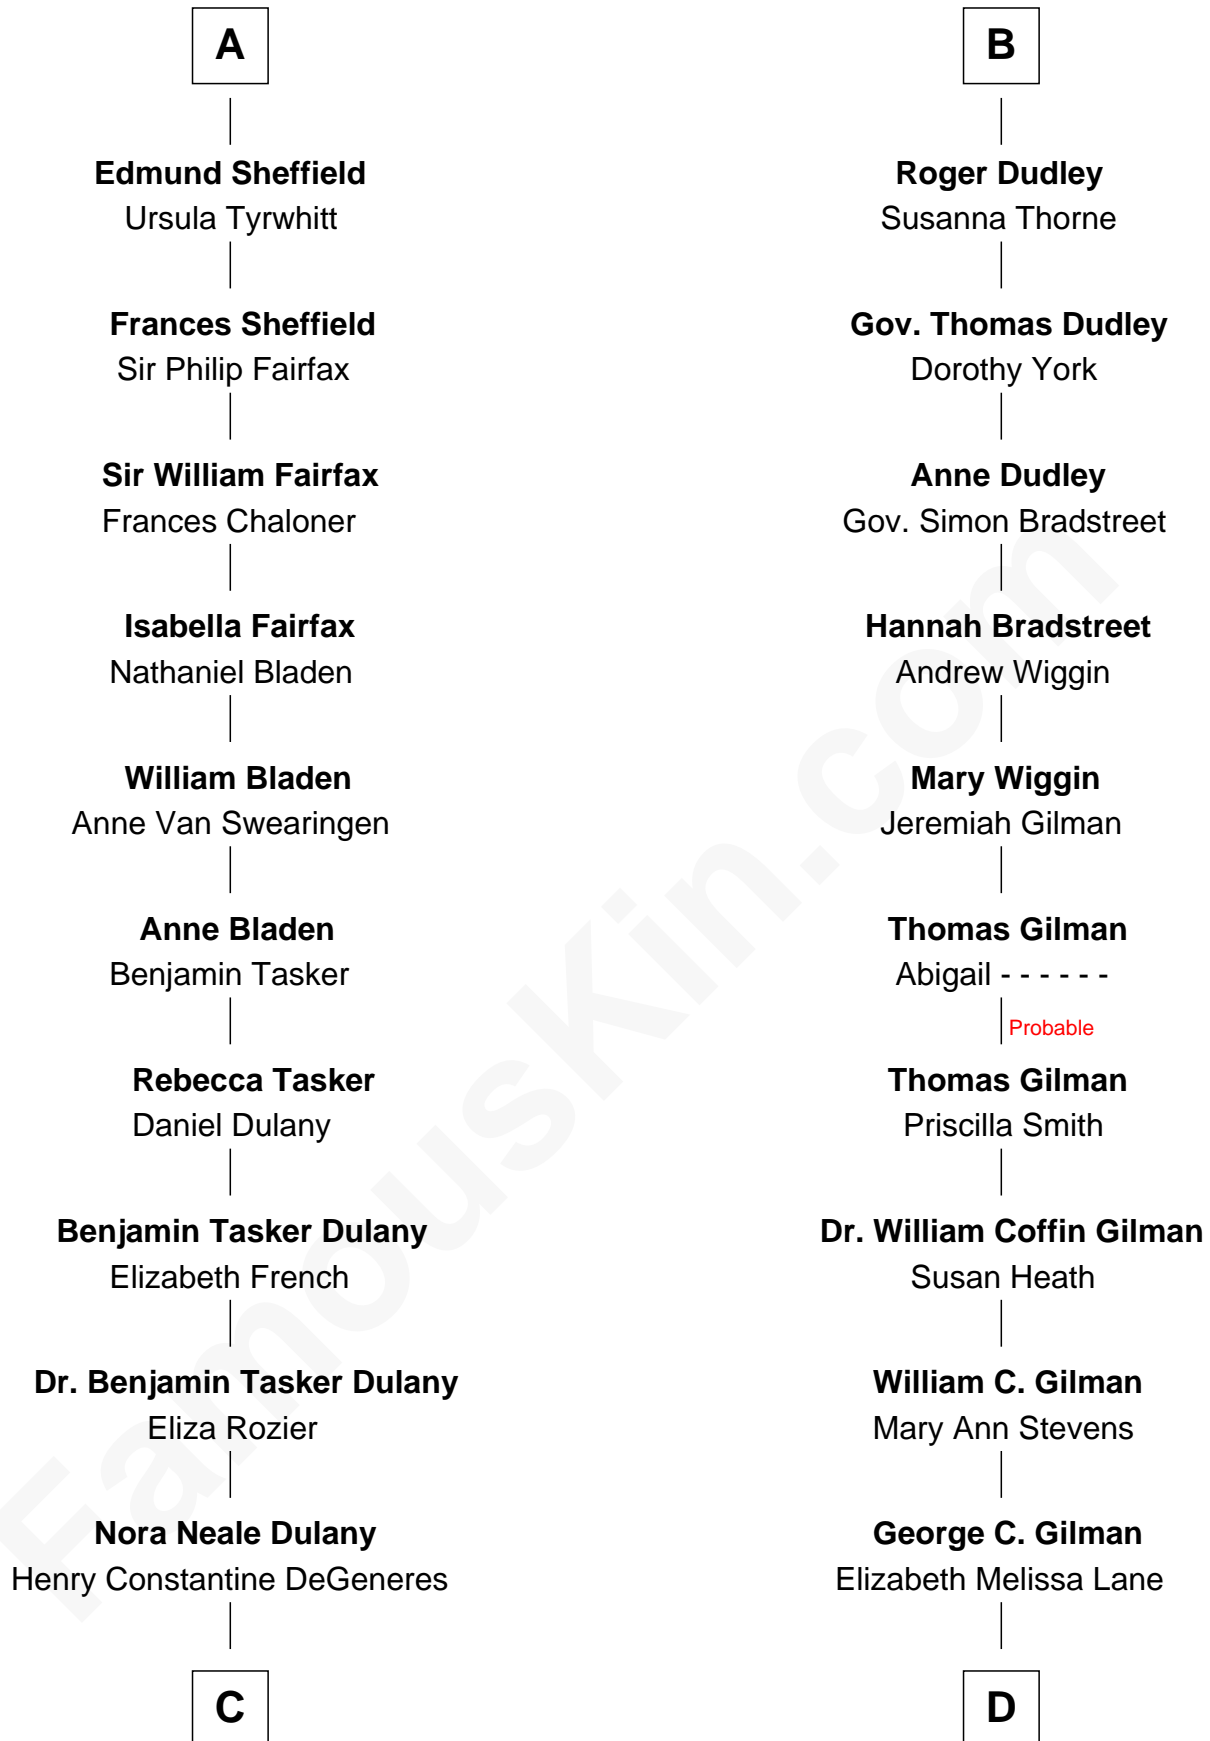 A
Edmund Sheffield
Ursula Tyrwhitt
Frances Sheffield
Sir Philip Fairfax
Sir William Fairfax
Frances Chaloner
Isabella Fairfax
Nathaniel Bladen
William Bladen
Anne Van Swearingen
Anne Bladen
Benjamin Tasker
Rebecca Tasker
Daniel Dulany
Benjamin Tasker Dulany
Elizabeth French
Dr. Benjamin Tasker Dulany
Eliza Rozier
Nora Neale Dulany
Henry Constantine DeGeneres
C
B
Roger Dudley
Susanna Thorne
Gov. Thomas Dudley
Dorothy York
Anne Dudley
Gov. Simon Bradstreet
Hannah Bradstreet
Andrew Wiggin
Mary Wiggin
Jeremiah Gilman
Thomas Gilman
Abigail - - - - - -
Probable
Thomas Gilman
Priscilla Smith
Dr. William Coffin Gilman
Susan Heath
William C. Gilman
Mary Ann Stevens
George C. Gilman
Elizabeth Melissa Lane
D
FamousKin.com